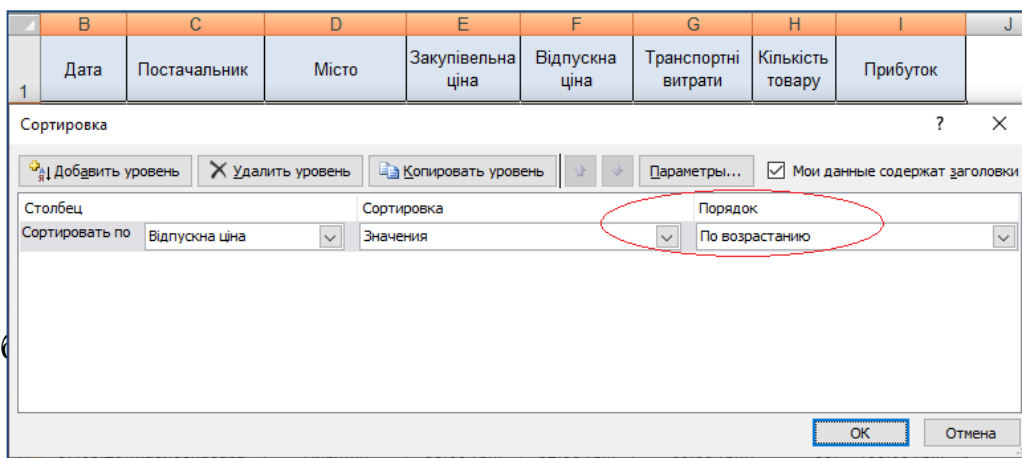 B C D E F G H I J
1 Дата Постачальник Місто Закупівельна ціна Відпускна ціна Транспортні витрати Кількість товару Прибуток
Сортировка ? ×
Добавить уровень Удалить уровень Копировать уровень Параметры... Мои данные содержат заголовки
Столбец Сортировка Порядок
Сортировать по Відпускна ціна Значения По возрастанию
ОК Отмена